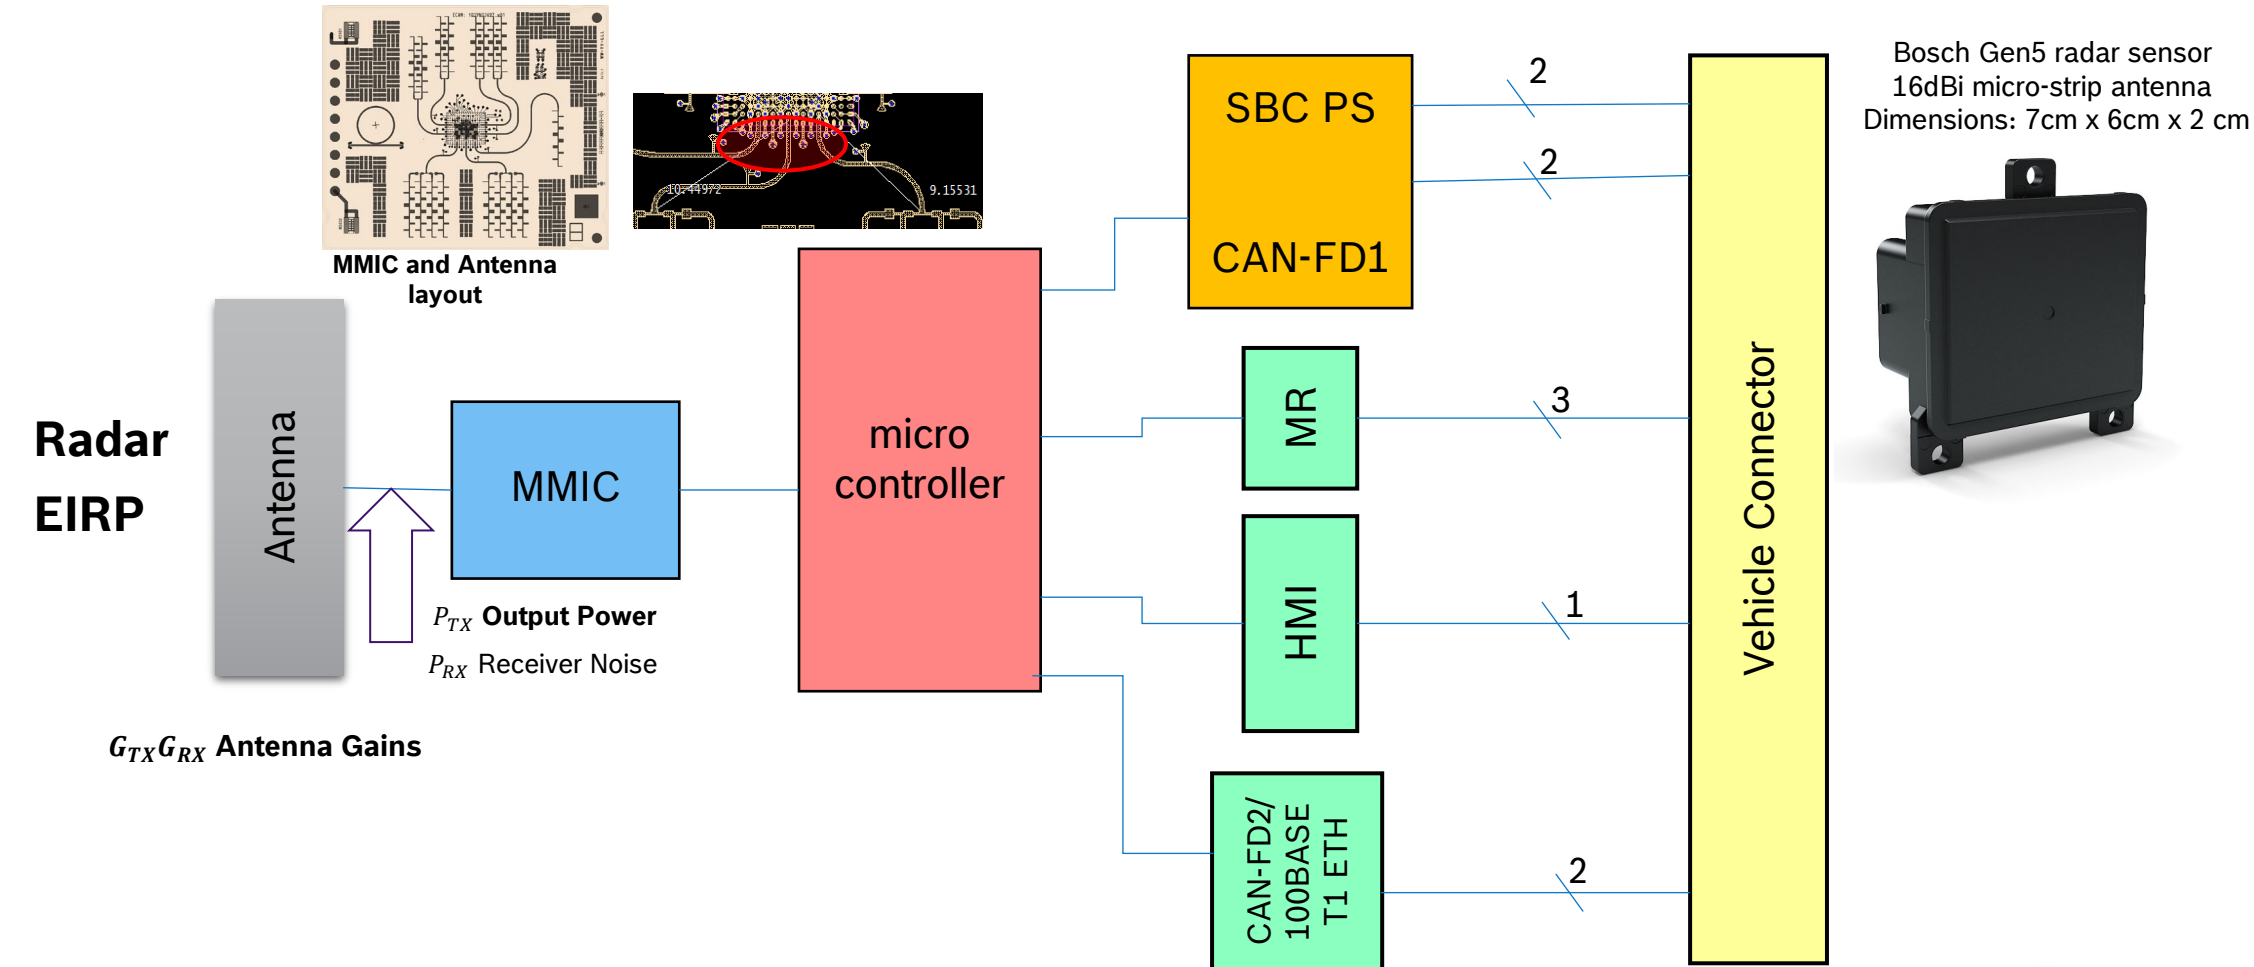 MMIC and Antenna
layout
10.44972
9.15531
Bosch Gen5 radar sensor
16dBi micro-strip antenna
Dimensions: 7cm x 6cm x 2 cm
Radar
EIRP
Antenna
MMIC
P_TX Output Power
P_RX Receiver Noise
G_TX G_RX Antenna Gains
micro
controller
SBC PS
CAN-FD1
MR
HMI
CAN-FD2/
100BASE
T1 ETH
2
2
3
1
2
Vehicle Connector